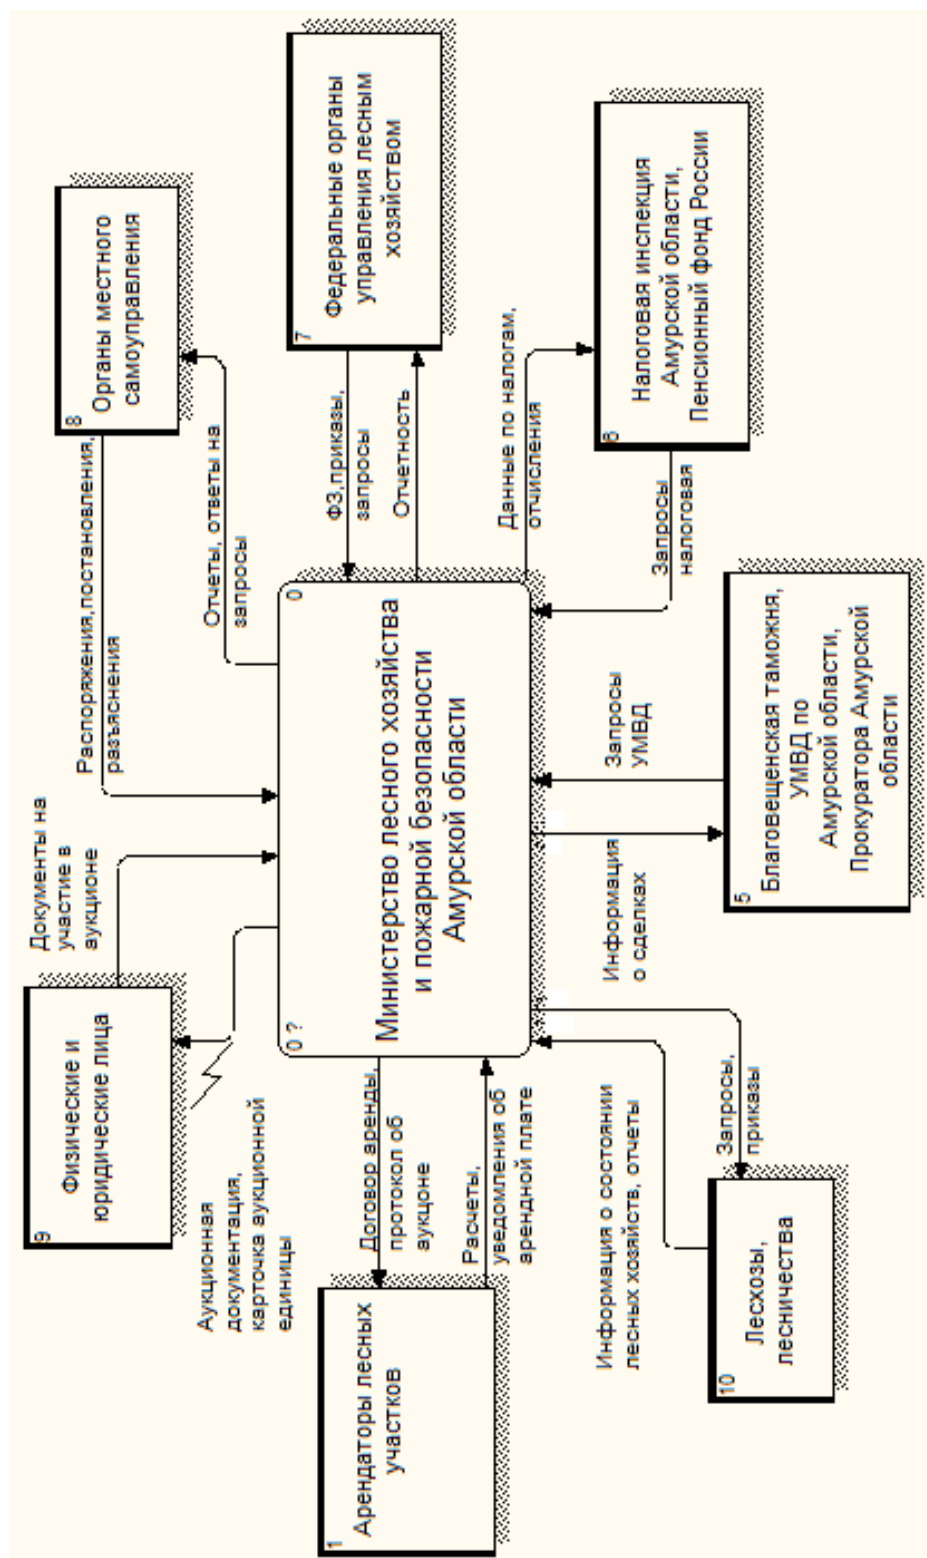 9
Физические и
юридические лица
Документы на
участие в
аукционе
Распоряжения,постановления,
разъяснения
8
Органы местного
самоуправления
Отчеты, ответы на
запросы
Аукционная
документация,
карточка аукционной
единицы
7
Федеральные органы
управления лесным
хозяйством
ФЗ,приказы,
запросы
Отчетность
0 ?
0
Министерство лесного хозяйства
и пожарной безопасности
Амурской области
1
Арендаторы лесных
участков
Договор аренды,
протокол об
аукцоне
Расчеты,
уведомления об
арендной плате
Данные по налогам,
отчисления
6
Налоговая инспекция
Амурской области,
Пенсионный фонд России
Запросы
налоговая
Запросы
УМВД
Информация
о сделках
5
Благовещенская таможня,
УМВД по
Амурской области,
Прокуратора Амурской
области
Информация о состоянии
лесных хозяйств, отчеты
Запросы,
приказы
10
Лесхозы,
лесничества